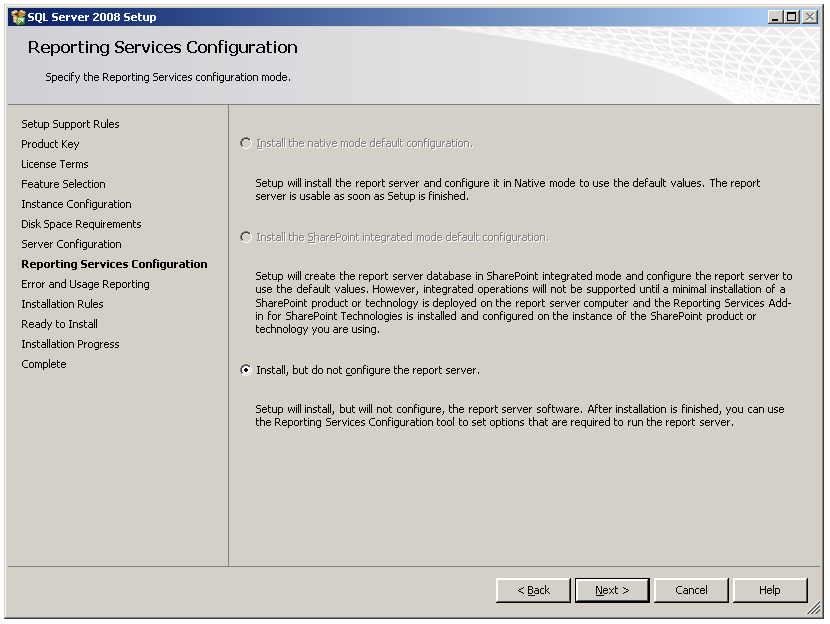 SQL Server 2008 Setup
Reporting Services Configuration
Specify the Reporting Services configuration mode.
Setup Support Rules
Product Key
License Terms
Feature Selection
Instance Configuration
Disk Space Requirements
Server Configuration
Reporting Services Configuration
Error and Usage Reporting
Installation Rules
Ready to Install
Installation Progress
Complete
Install the native mode default configuration.
Setup will install the report server and configure it in Native mode to use the default values. The report
server is usable as soon as Setup is finished.
Install the SharePoint integrated mode default configuration.
Setup will create the report server database in SharePoint integrated mode and configure the report server to
use the default values. However, integrated operations will not be supported until a minimal installation of a
SharePoint product or technology is deployed on the report server computer and the Reporting Services Add-
in for SharePoint Technologies is installed and configured on the instance of the SharePoint product or
technology you are using.
Install, but do not configure the report server.
Setup will install, but will not configure, the report server software. After installation is finished, you can use
the Reporting Services Configuration tool to set options that are required to run the report server.
< Back
Next >
Cancel
Help